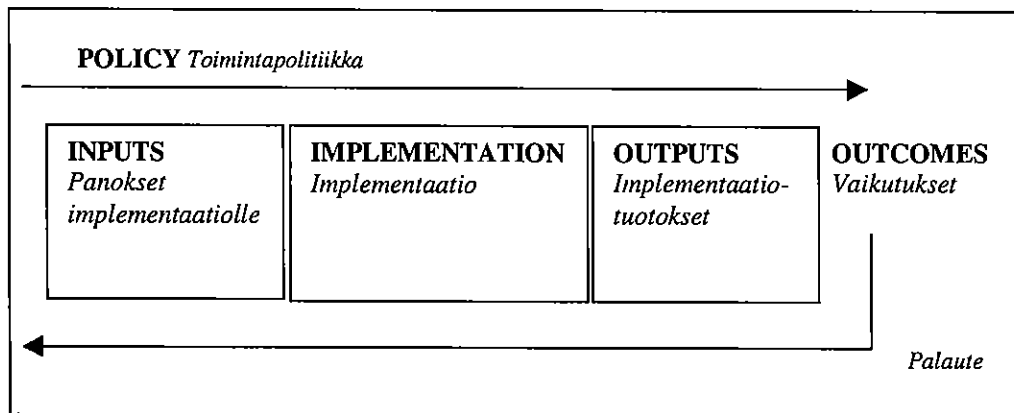 POLICY Toimintapolitiikka
INPUTS
Panokset
implementaatiolle
IMPLEMENTATION
Implementaatio
OUTPUTS
Implementaatio-
tuotokset
OUTCOMES
Vaikutukset
Palaute